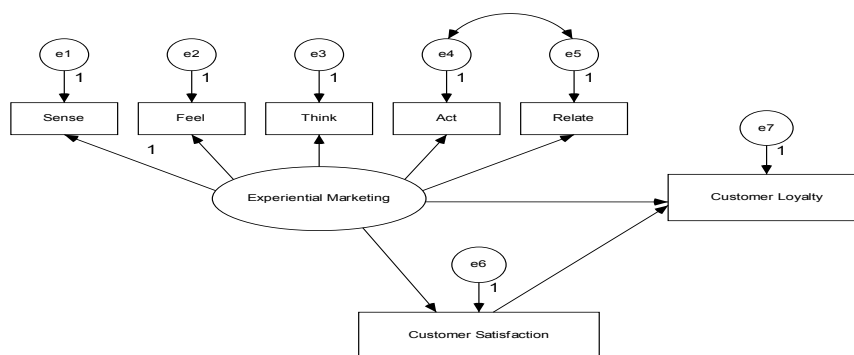 e1
e2
e3
e4
e5
1
1
1
1
1
Sense
Feel
Think
Act
Relate
e7
1
1
Experiential Marketing
Customer Loyalty
e6
1
Customer Satisfaction